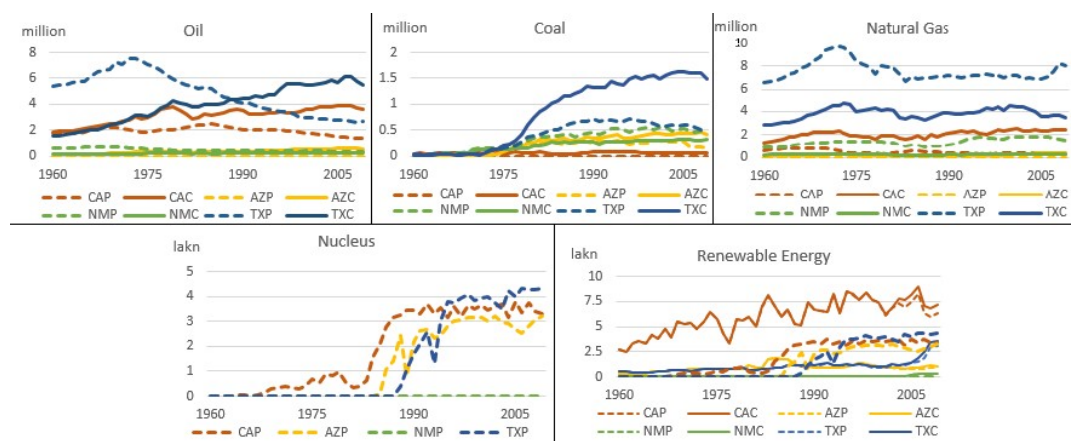 million
Oil
8
6
4
2
0
1960 1975 1990 2005
CAP CAC AZP AZC
NMP NMC TXP TXC
million
Coal
2
1.5
1
0.5
0
1960 1975 1990 2005
CAP CAC AZP AZC
NMP NMC TXP TXC
million
Natural Gas
10
8
6
4
2
0
1960 1975 1990 2005
CAP CAC AZP AZC
NMP NMC TXP TXC
lakn
Nucleus
5
4
3
2
1
0
1960 1975 1990 2005
CAP AZP NMP TXP
lakn
Renewable Energy
10
7.5
5
2.5
0
1960 1975 1990 2005
CAP CAC AZP AZC
NMP NMC TXP TXC